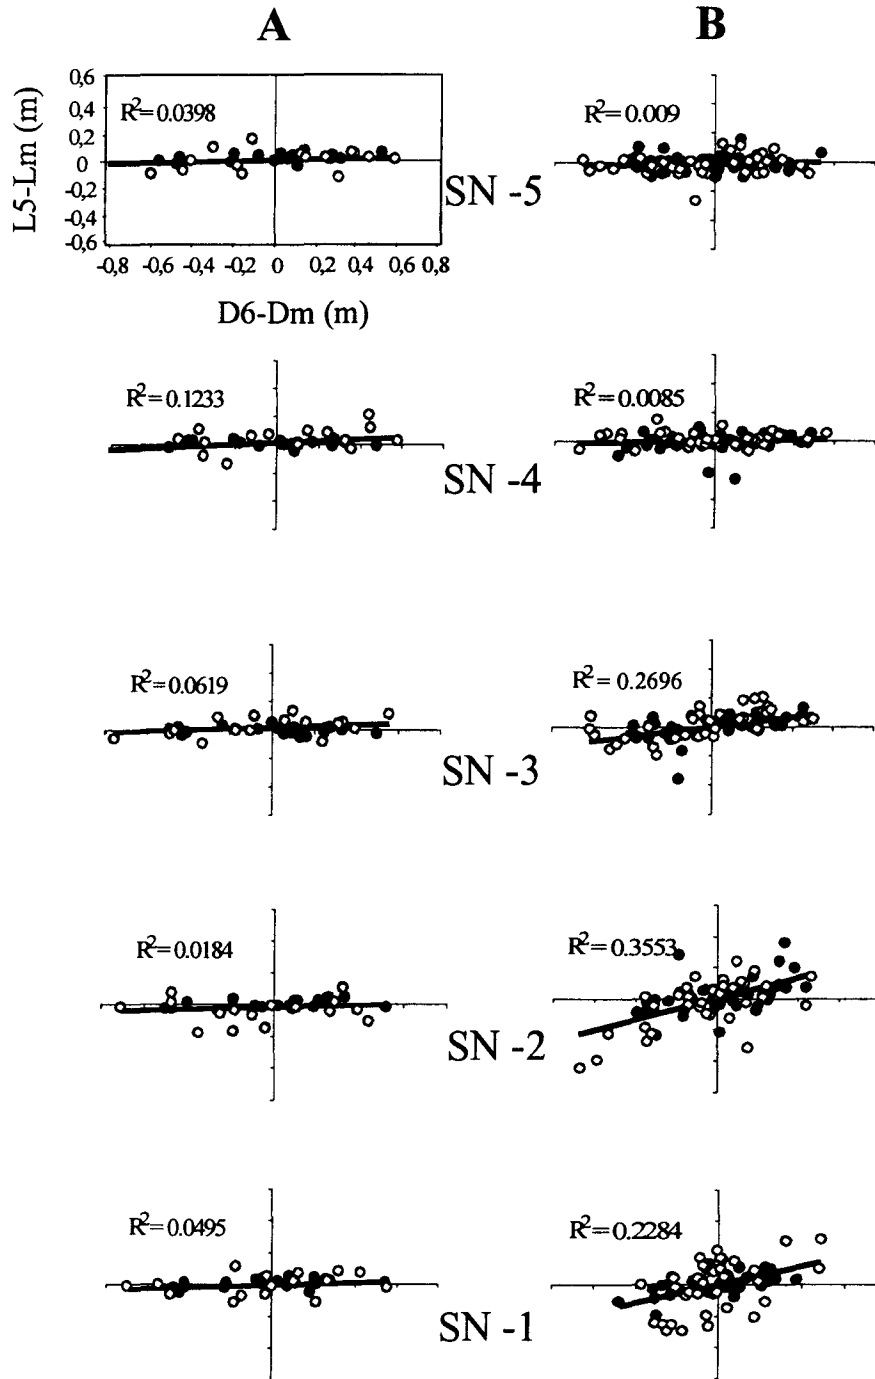 A
B
0,6
0,4
0,2
0
-0,2
-0,4
-0,6
L5-Lm (m)
R²=0.0398
R²=0.009
SN -5
-0,8 -0,6 -0,4 -0,2 0 0,2 0,4 0,6 0,8
D6-Dm (m)
R²=0.1233
R²=0.0085
SN -4
R²=0.0619
R²=0.2696
SN -3
R²=0.0184
R²=0.3553
SN -2
R²=0.0495
R²=0.2284
SN -1